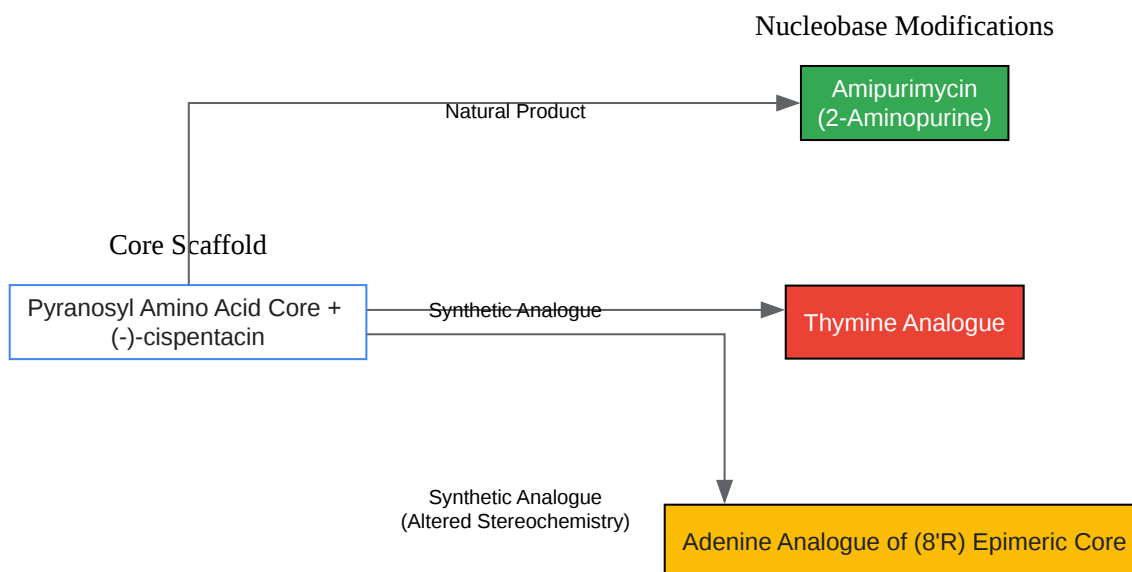 Nucleobase Modifications
Amipurimycin
(2-Aminopurine)
Natural Product
Core Scaffold
Pyranosyl Amino Acid Core +
(-)-cispentacin
Synthetic Analogue
Thymine Analogue
Synthetic Analogue
(Altered Stereochemistry)
Adenine Analogue of (8'R) Epimeric Core